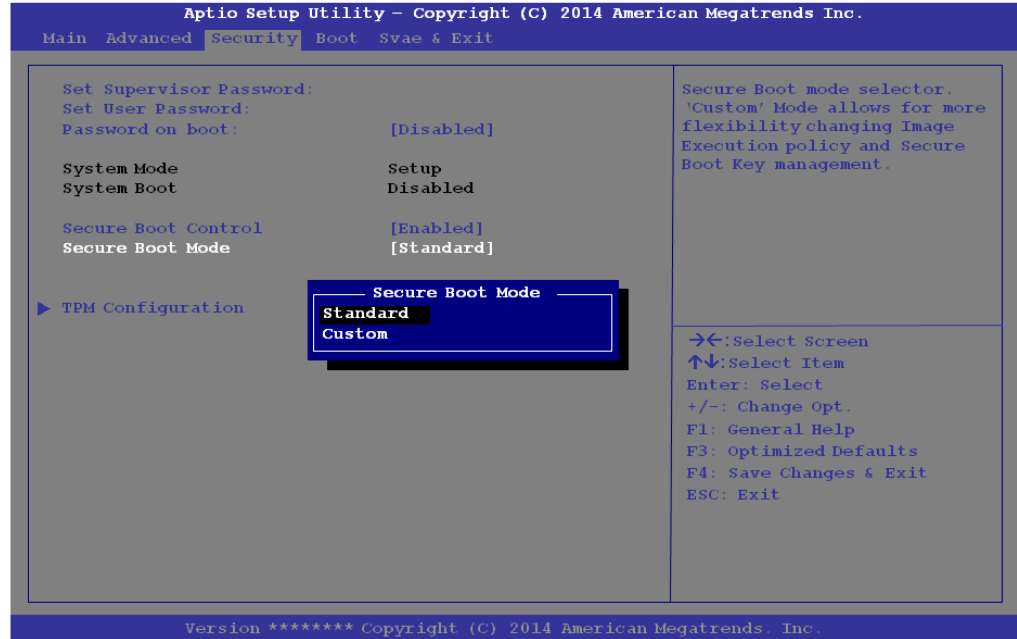 Aptio Setup Utility – Copyright (C) 2014 American Megatrends Inc.
Main Advanced Security Boot Svae & Exit
Set Supervisor Password:
Set User Password:
Password on boot: [Disabled]
System Mode Setup
System Boot Disabled
Secure Boot Control [Enabled]
Secure Boot Mode [Standard]
TPM Configuration
Secure Boot Mode
Standard
Custom
Secure Boot mode selector.
'Custom' Mode allows for more
flexibility changing Image
Execution policy and Secure
Boot Key management.
→←:Select Screen
↑↓:Select Item
Enter: Select
+/-: Change Opt.
F1: General Help
F3: Optimized Defaults
F4: Save Changes & Exit
ESC: Exit
Version ******** Copyright (C) 2014 American Megatrends. Inc.